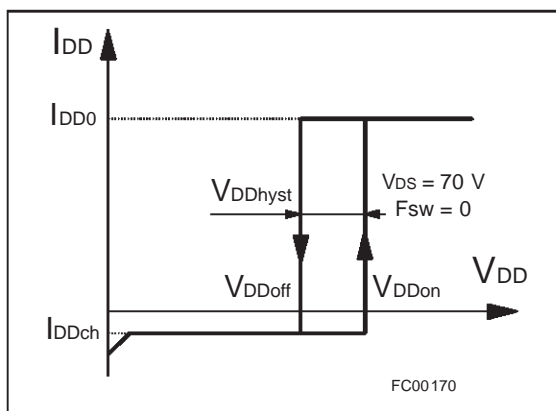 IDD
IDD0
VDDhyst
VDS = 70 V
Fsw = 0
VDDoff
VDDon
VDD
IDDch
FC00170